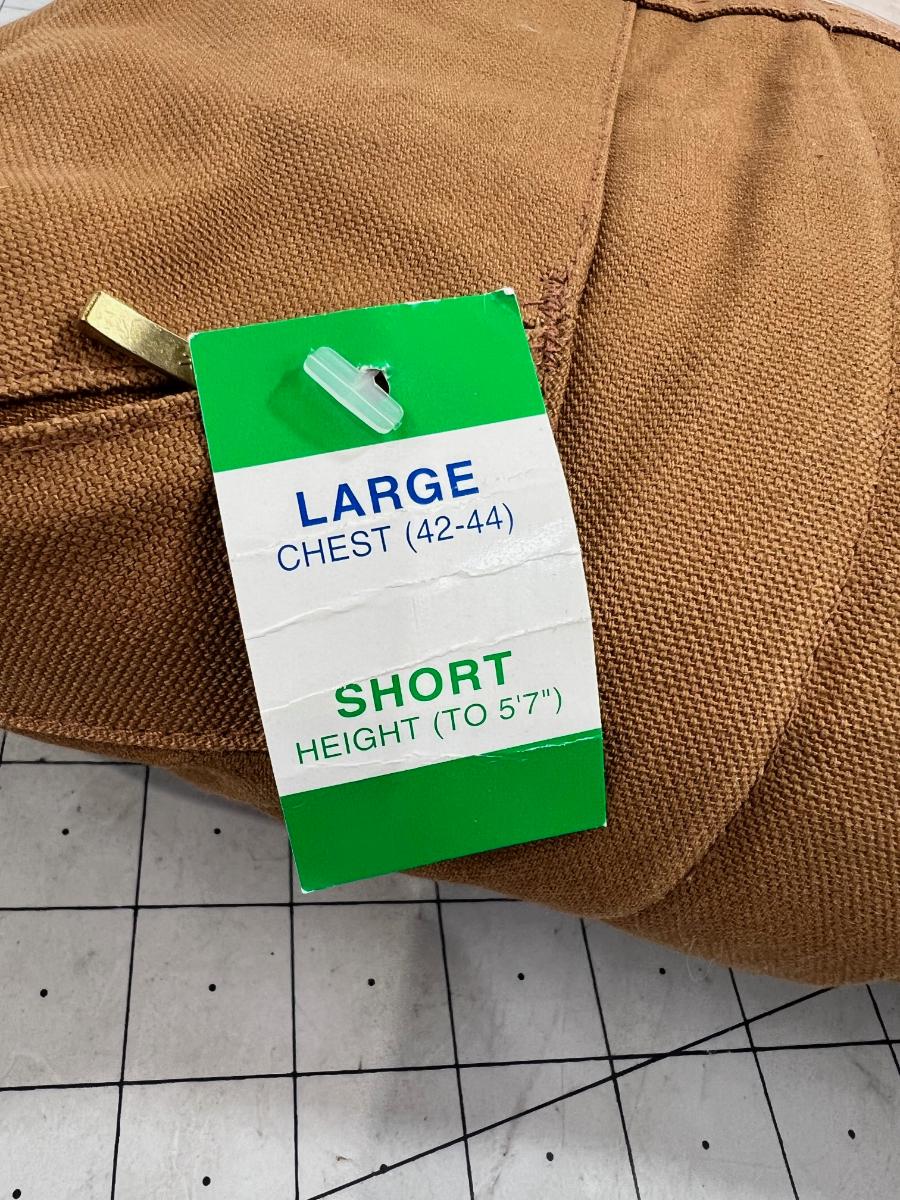 LARGE
CHEST (42-44)
SHORT
HEIGHT (TO 5'7")